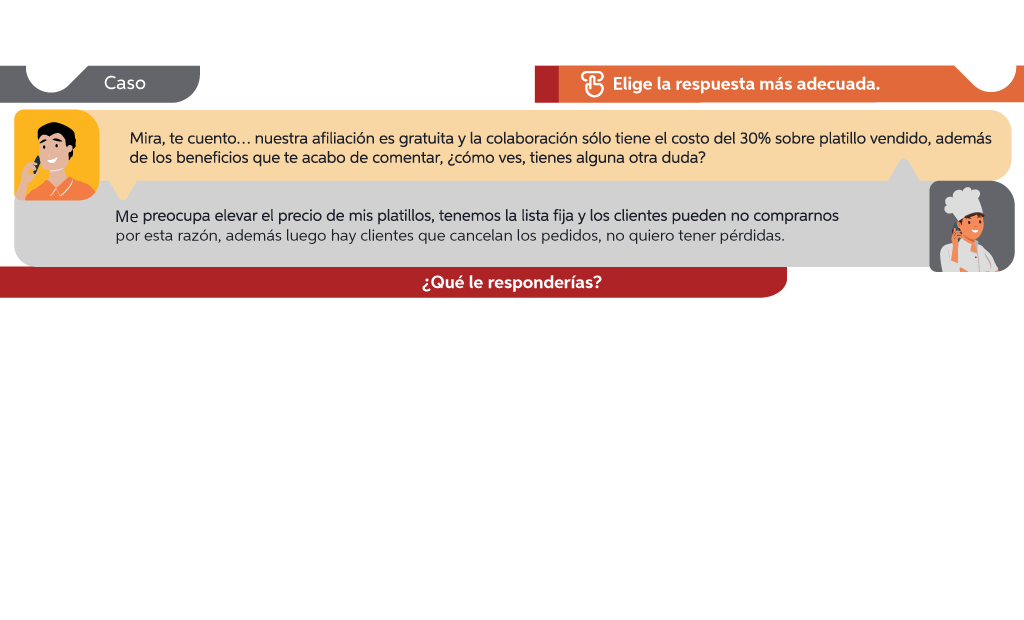 Caso
Elige la respuesta más adecuada.
Mira, te cuento... nuestra afiliación es gratuita y la colaboración sólo tiene el costo del 30% sobre platillo vendido, además
de los beneficios que te acabo de comentar, ¿cómo ves, tienes alguna otra duda?
Me preocupa elevar el precio de mis platillos, tenemos la lista fija y los clientes pueden no comprarnos
por esta razón, además luego hay clientes que cancelan los pedidos, no quiero tener pérdidas.
¿Qué le responderías?